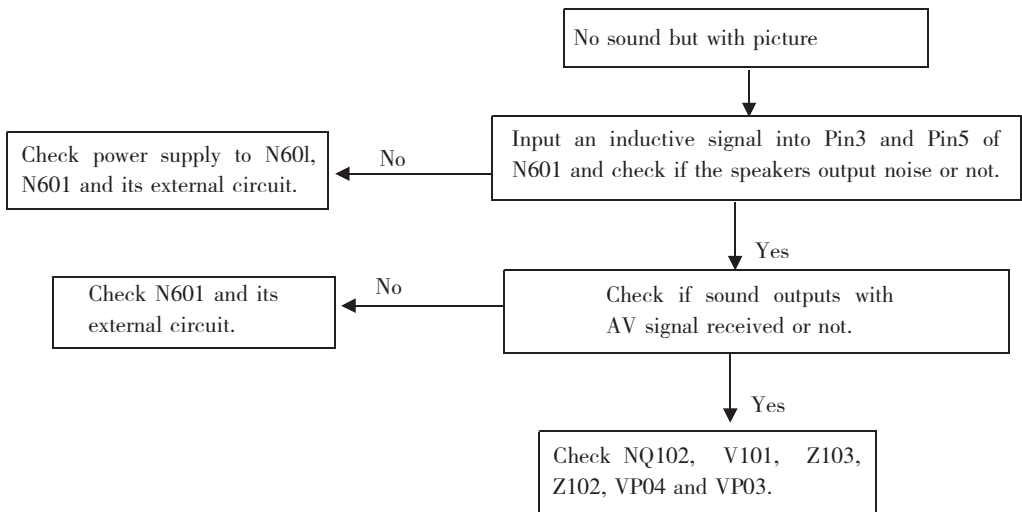 No sound but with picture
Input an inductive signal into Pin3 and Pin5 of
N601 and check if the speakers output noise or not.
No
Check power supply to N60l,
N601 and its external circuit.
Yes
Check if sound outputs with
AV signal received or not.
No
Check N601 and its
external circuit.
Yes
Check NQ102, V101, Z103,
Z102, VP04 and VP03.